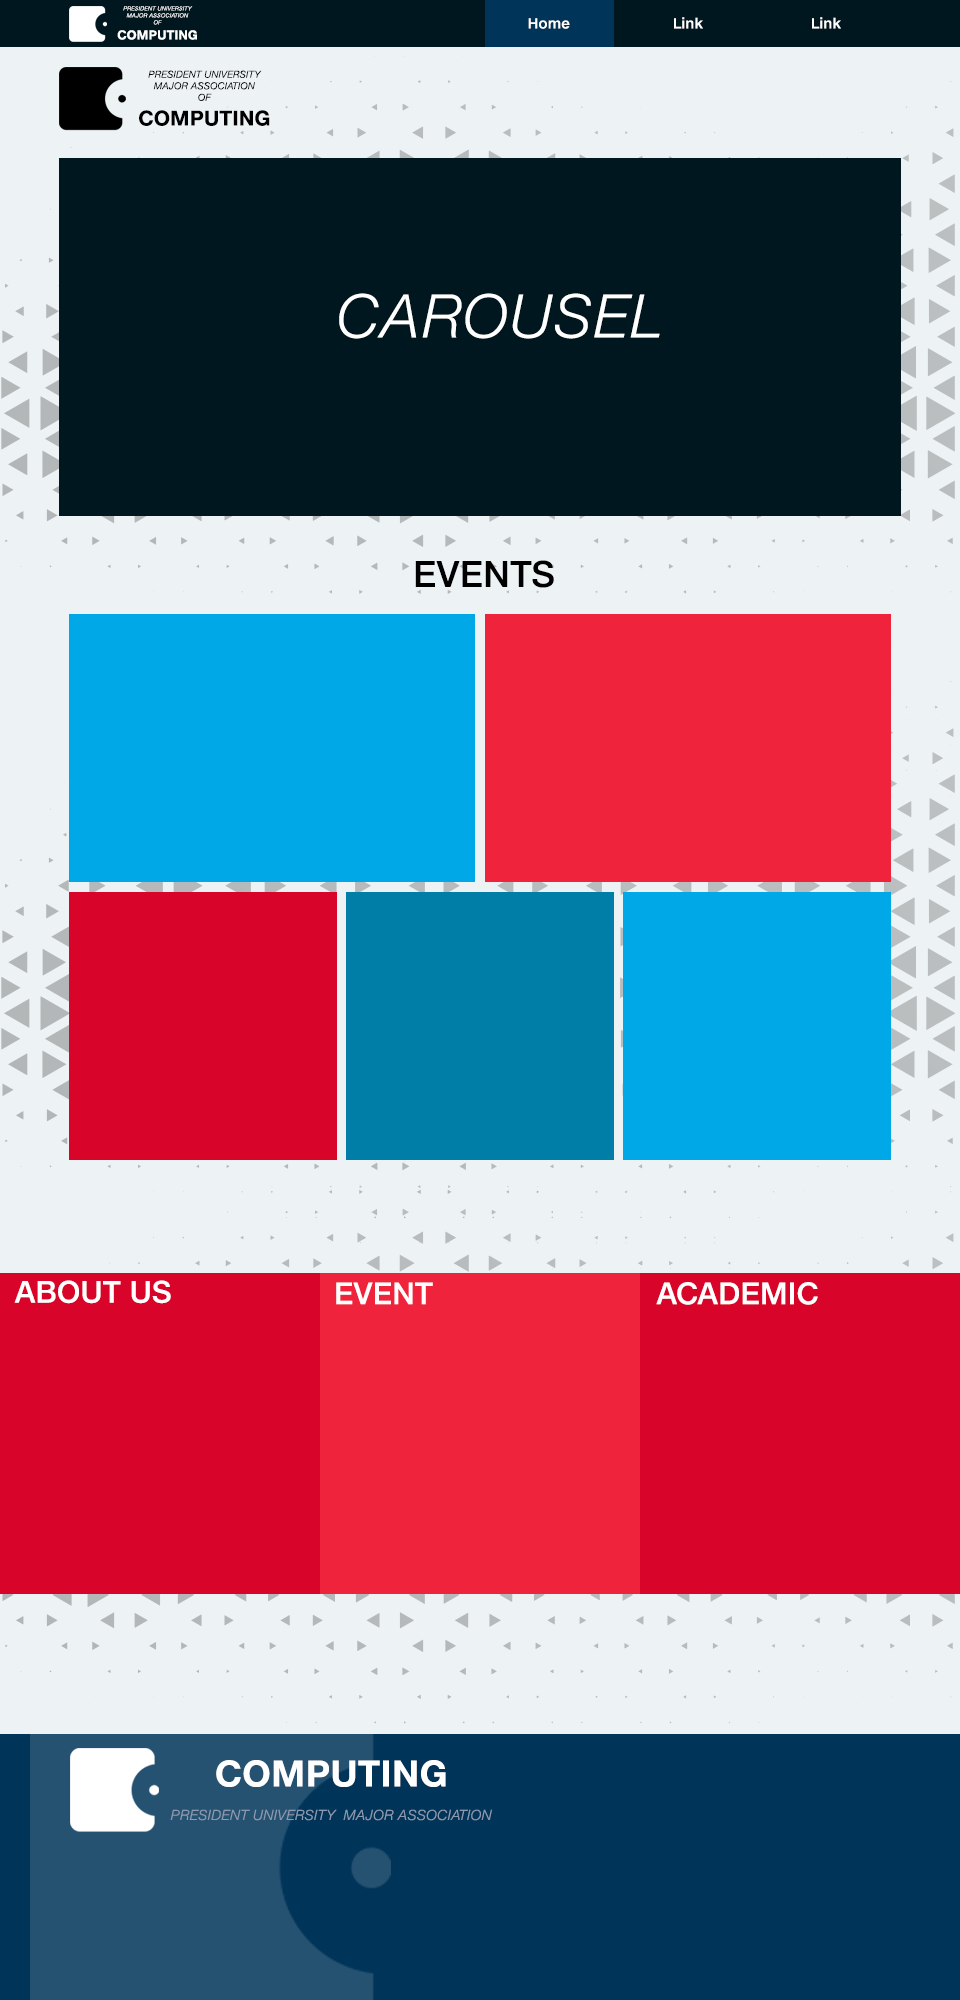 PRESIDENT UNIVERSITY
MAJOR ASSOCIATION
OF
COMPUTING
Home
Link
Link
PRESIDENT UNIVERSITY
MAJOR ASSOCIATION
OF
COMPUTING
CAROUSEL
EVENTS
ABOUT US
EVENT
ACADEMIC
COMPUTING
PRESIDENT UNIVERSITY MAJOR ASSOCIATION